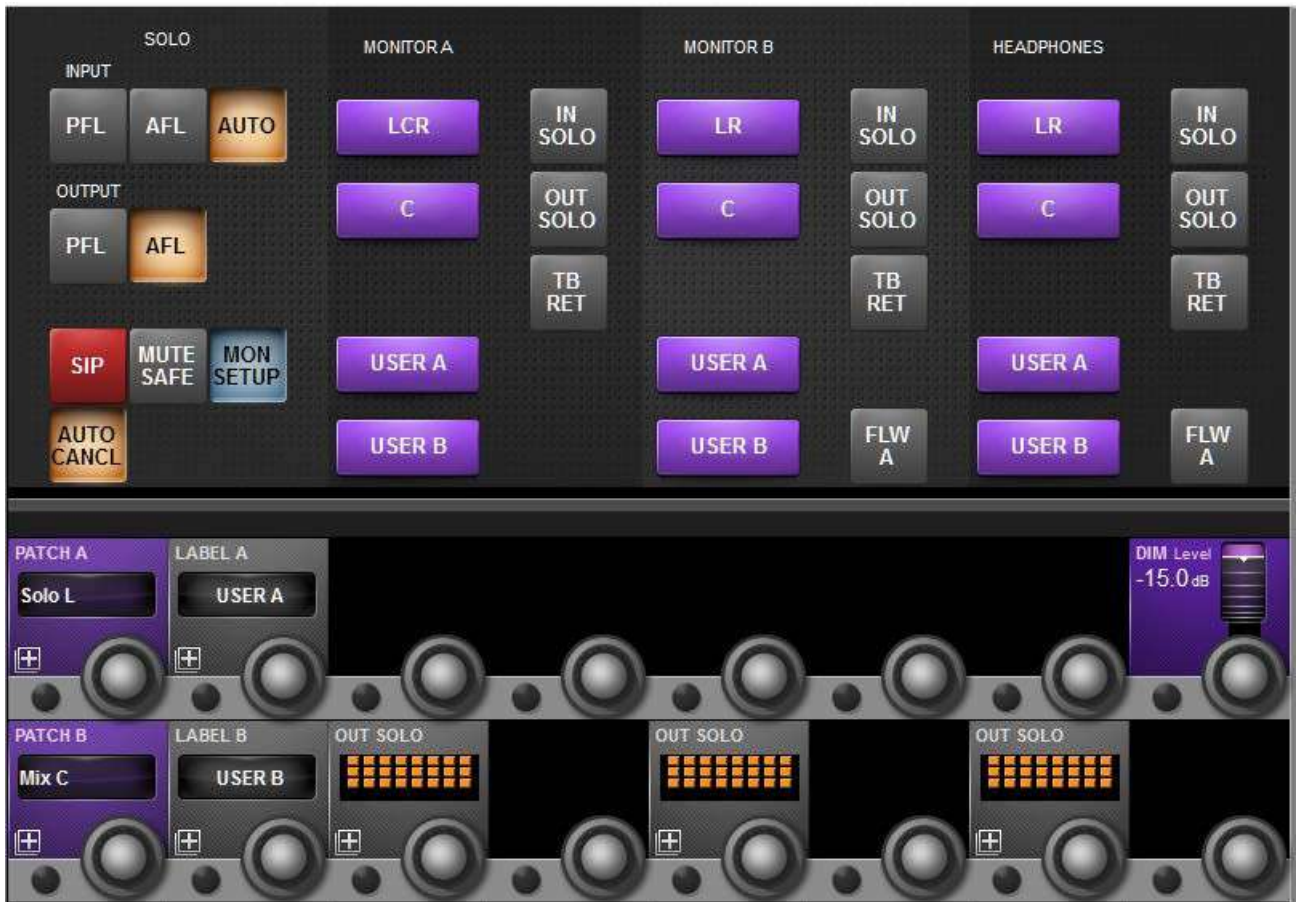 SOLO
MONITOR A
MONITOR B
HEADPHONES
INPUT
PFL
AFL
AUTO
LCR
IN
SOLO
LR
IN
SOLO
LR
IN
SOLO
OUTPUT
PFL
AFL
C
OUT
SOLO
C
OUT
SOLO
C
OUT
SOLO
TB
RET
TB
RET
TB
RET
SIP
MUTE
SAFE
MON
SETUP
USER A
USER A
USER A
AUTO
CANCL
USER B
USER B
FLW
A
USER B
FLW
A
PATCH A
Solo L
LABEL A
USER A
DIM Level
-15.0 dB
PATCH B
Mix C
LABEL B
USER B
OUT SOLO
OUT SOLO
OUT SOLO